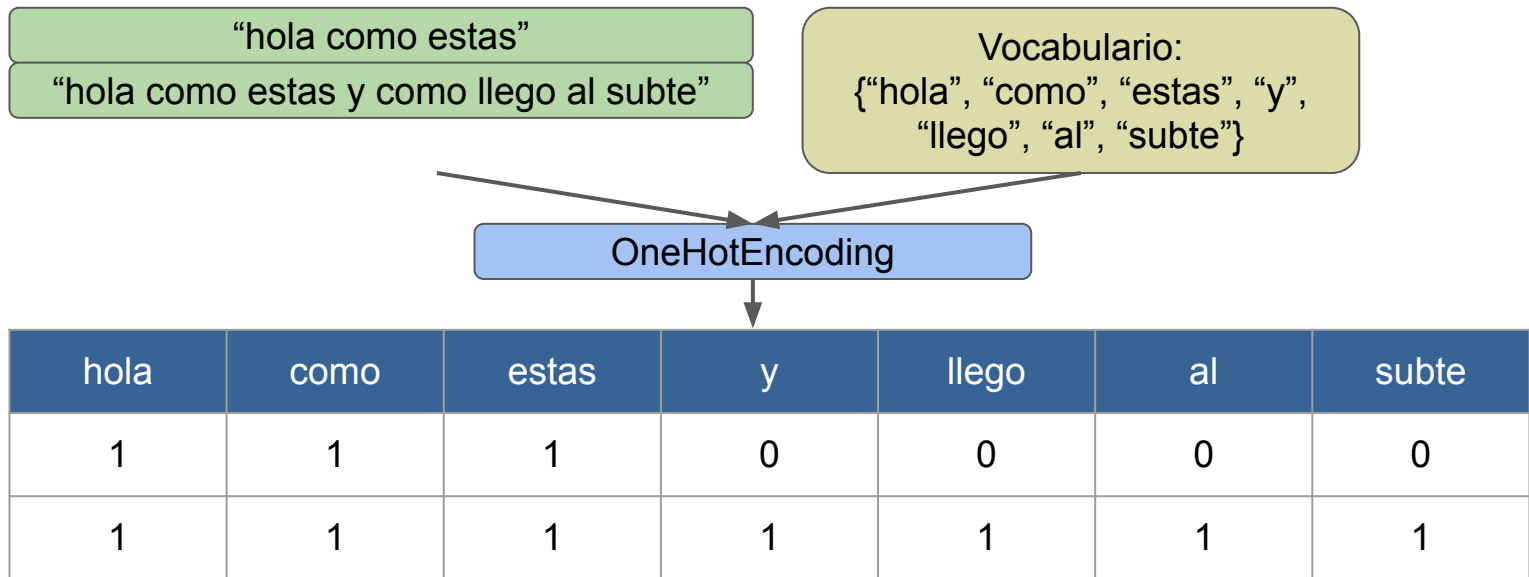 “hola como estas”
“hola como estas y como llego al subte”
Vocabulario:
{“hola”, “como”, “estas”, “y”,
“llego”, “al”, “subte”}
OneHotEncoding
hola como estas y llego al subte
1 1 1 0 0 0 0
1 1 1 1 1 1 1